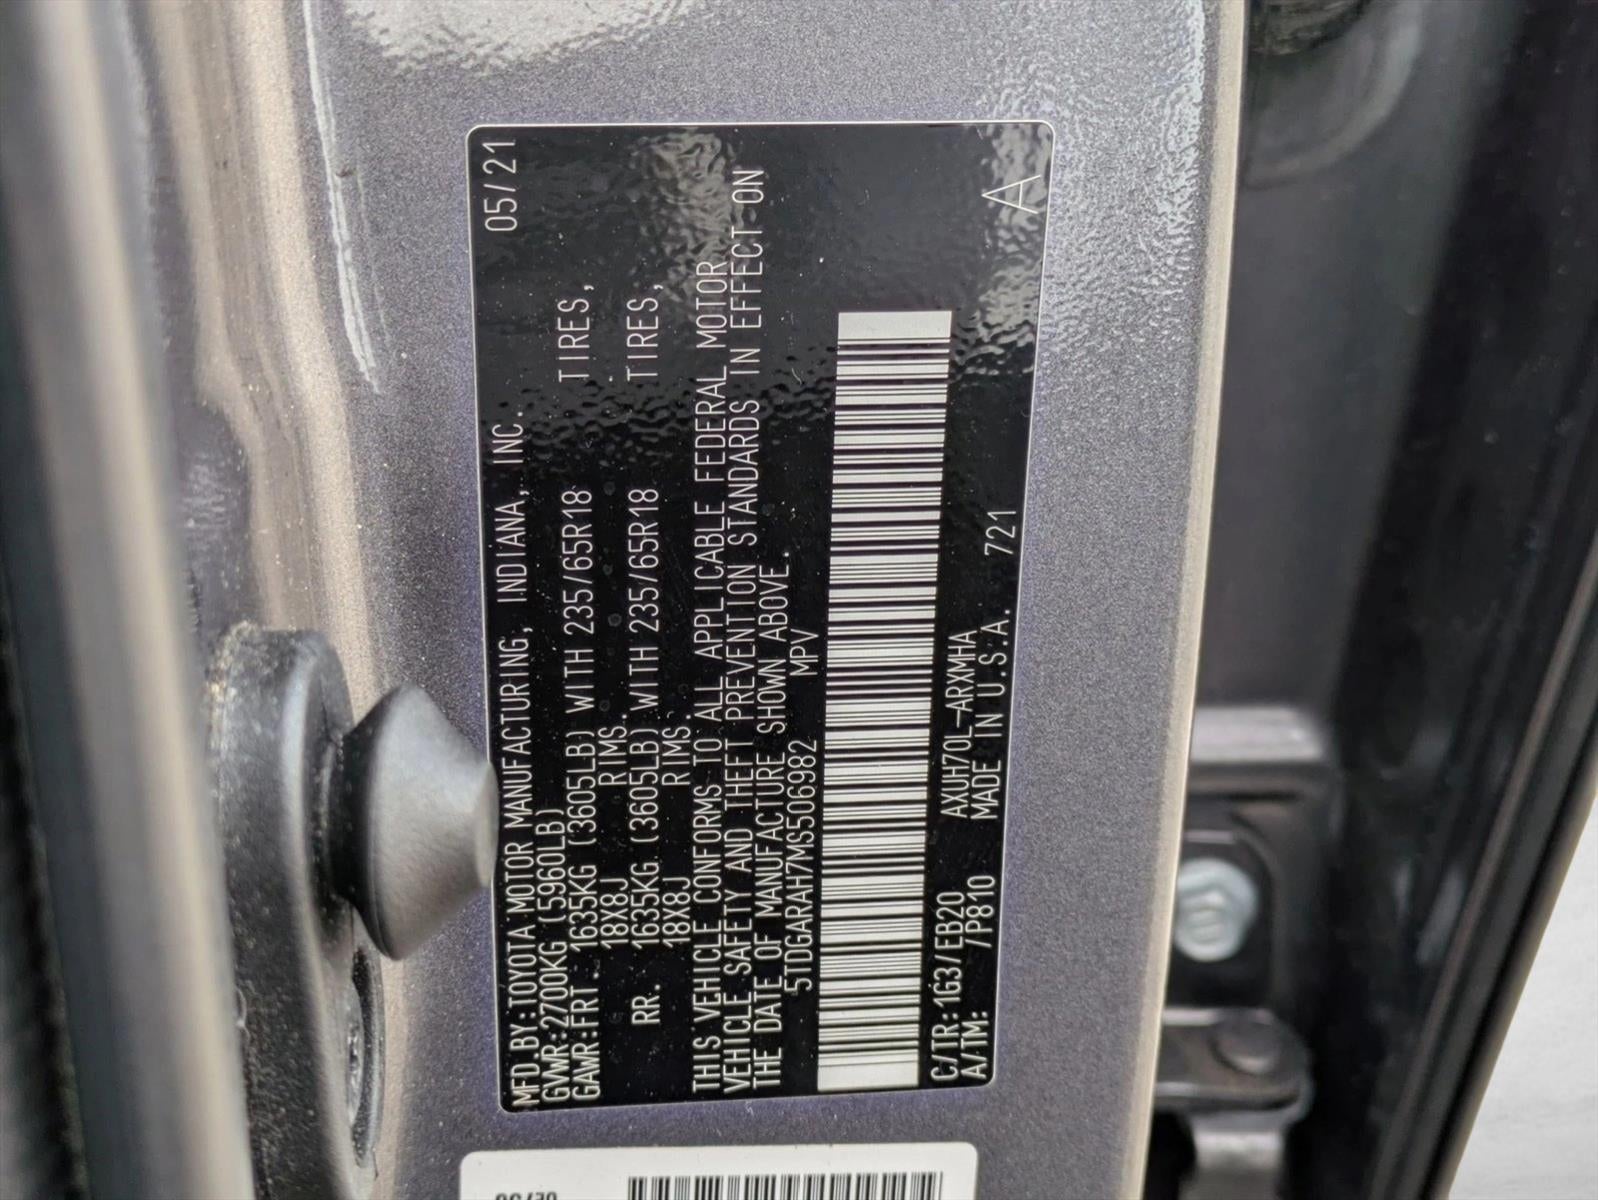 MFD.BY:TOYOTA MOTOR MANUFACTURING, INDIANA, INC. 05/21
GVWR:2700KG(5960LB)
GAWR:FRT 1635KG(3605LB) WITH 235/65R18 TIRES,
18X8J RIMS.
RR. 1635KG(3605LB) WITH 235/65R18 TIRES,
18X8J RIMS.
THIS VEHICLE CONFORMS TO ALL APPLICABLE FEDERAL MOTOR
VEHICLE SAFETY AND THEFT PREVENTION STANDARDS IN EFFECT ON
THE DATE OF MANUFACTURE SHOWN ABOVE.
5TDGARAH7MS506982 MPV
C/TR:1G3/EB20 AXUH70L-ARXMHA
A/TM: /P810 MADE IN U.S.A. 721 A